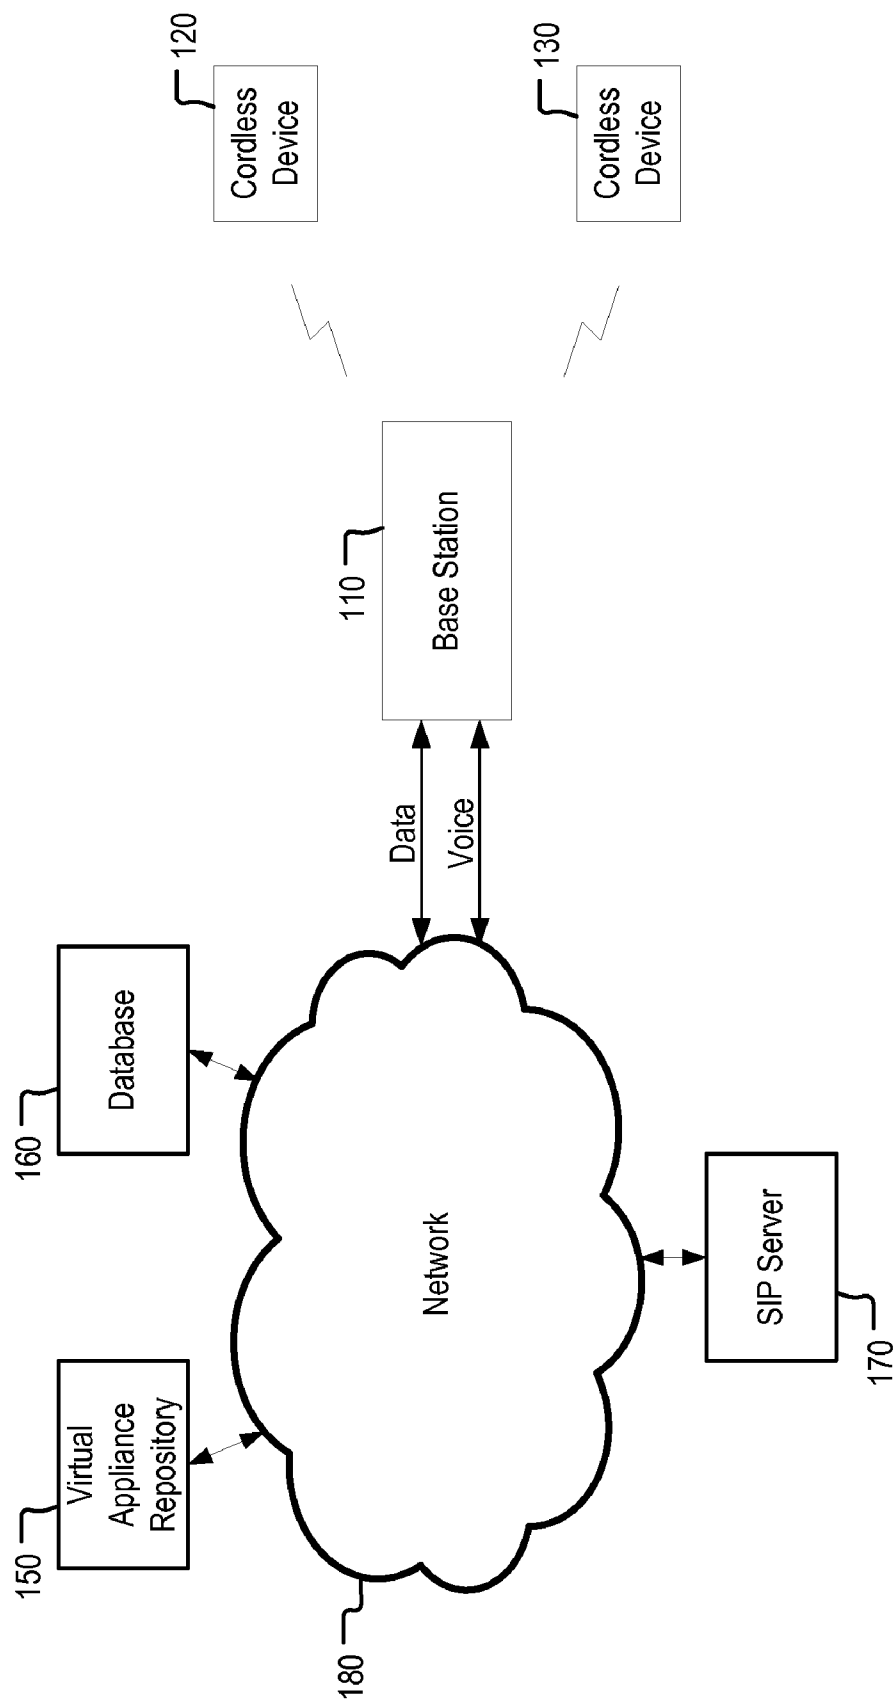 150
Virtual
Appliance
Repository
160
Database
180
Network
Data
Voice
110
Base Station
120
Cordless
Device
130
Cordless
Device
SIP Server
170